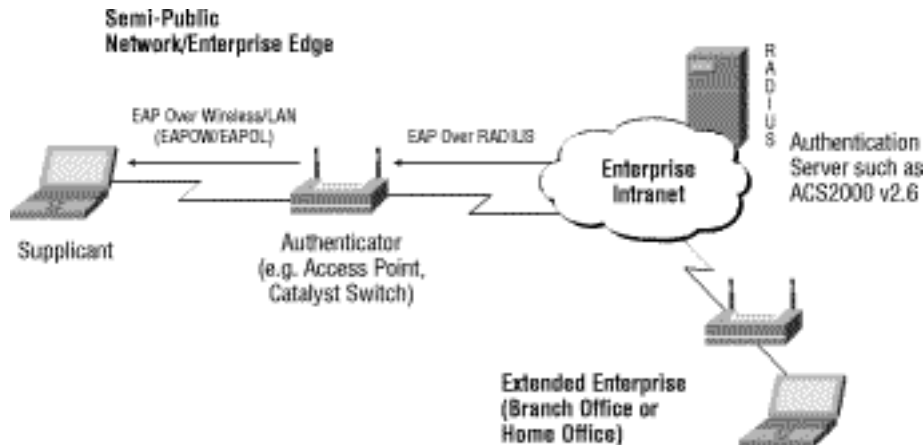 Semi-Public
Network/Enterprise Edge
EAP Over Wireless/LAN
(EAPOW/EAPOL)
EAP Over RADIUS
RADIUS
Authentication
Server such as
ACS2000 v2.6
Enterprise
Intranet
Supplicant
Authenticator
(e.g. Access Point,
Catalyst Switch)
Extended Enterprise
(Branch Office or
Home Office)